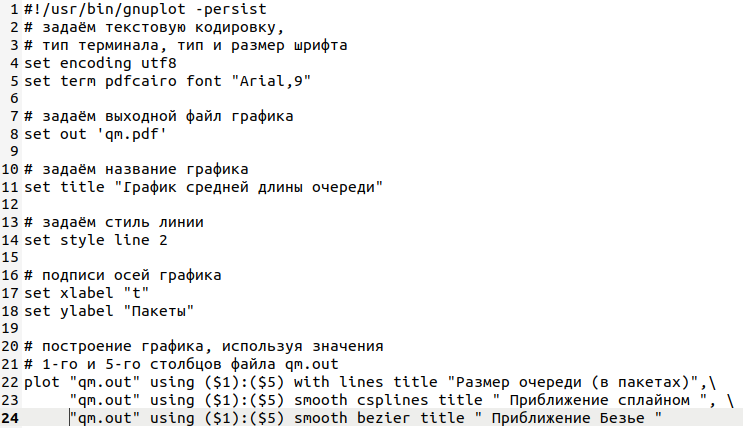 1 #!/usr/bin/gnuplot -persist
2 # задаём текстовую кодировку,
3 # тип терминала, тип и размер шрифта
4 set encoding utf8
5 set term pdfcairo font "Arial,9"
6
7 # задаём выходной файл графика
8 set out 'qm.pdf'
9
10 # задаём название графика
11 set title "График средней длины очереди"
12
13 # задаём стиль линии
14 set style line 2
15
16 # подписи осей графика
17 set xlabel "t"
18 set ylabel "Пакеты"
19
20 # построение графика, используя значения
21 # 1-го и 5-го столбцов файла qm.out
22 plot "qm.out" using ($1):($5) with lines title "Размер очереди (в пакетах)",\
23      "qm.out" using ($1):($5) smooth csplines title " Приближение сплайном ", \
24      "qm.out" using ($1):($5) smooth bezier title " Приближение Безье "